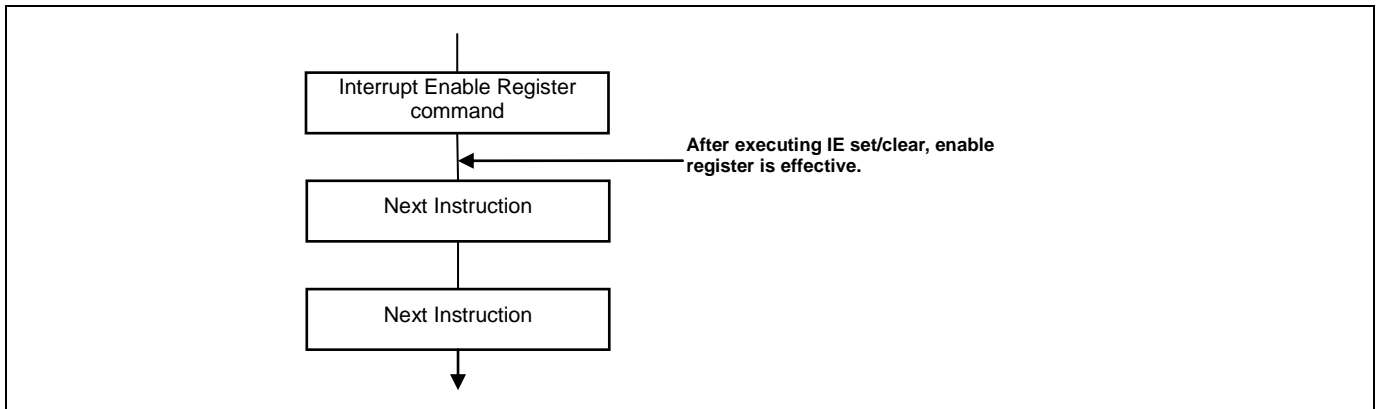 Interrupt Enable Register
command
After executing IE set/clear, enable
register is effective.
Next Instruction
Next Instruction